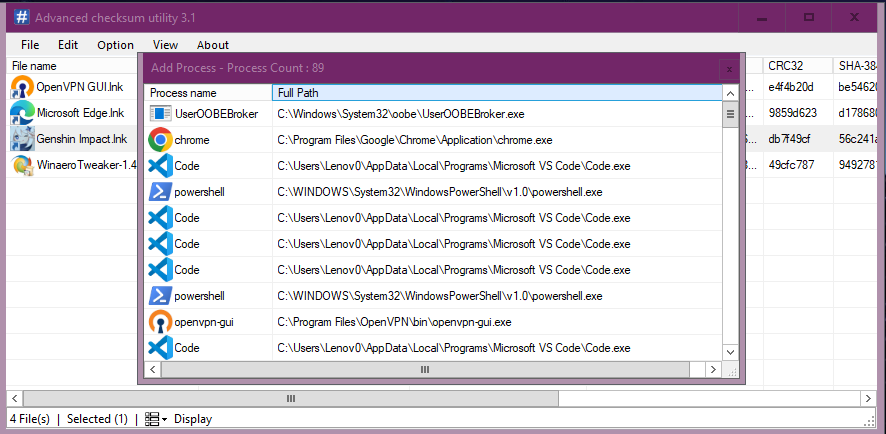 Advanced checksum utility 3.1
File Edit Option View About
File name CRC32 SHA-384
OpenVPN GUI.lnk e4f4b20d be5462
Microsoft Edge.lnk 9859d623 d17868
Genshin Impact.lnk db7f49cf 56c241a
WinaeroTweaker-1.4 49cfc787 949278
Add Process - Process Count : 89
Process name Full Path
UserOOBEBroker C:\Windows\System32\oobe\UserOOBEBroker.exe
chrome C:\Program Files\Google\Chrome\Application\chrome.exe
Code C:\Users\Lenov0\AppData\Local\Programs\Microsoft VS Code\Code.exe
powershell C:\WINDOWS\System32\WindowsPowerShell\v1.0\powershell.exe
Code C:\Users\Lenov0\AppData\Local\Programs\Microsoft VS Code\Code.exe
Code C:\Users\Lenov0\AppData\Local\Programs\Microsoft VS Code\Code.exe
Code C:\Users\Lenov0\AppData\Local\Programs\Microsoft VS Code\Code.exe
powershell C:\WINDOWS\System32\WindowsPowerShell\v1.0\powershell.exe
openvpn-gui C:\Program Files\OpenVPN\bin\openvpn-gui.exe
Code C:\Users\Lenov0\AppData\Local\Programs\Microsoft VS Code\Code.exe
4 File(s) | Selected (1) | Display